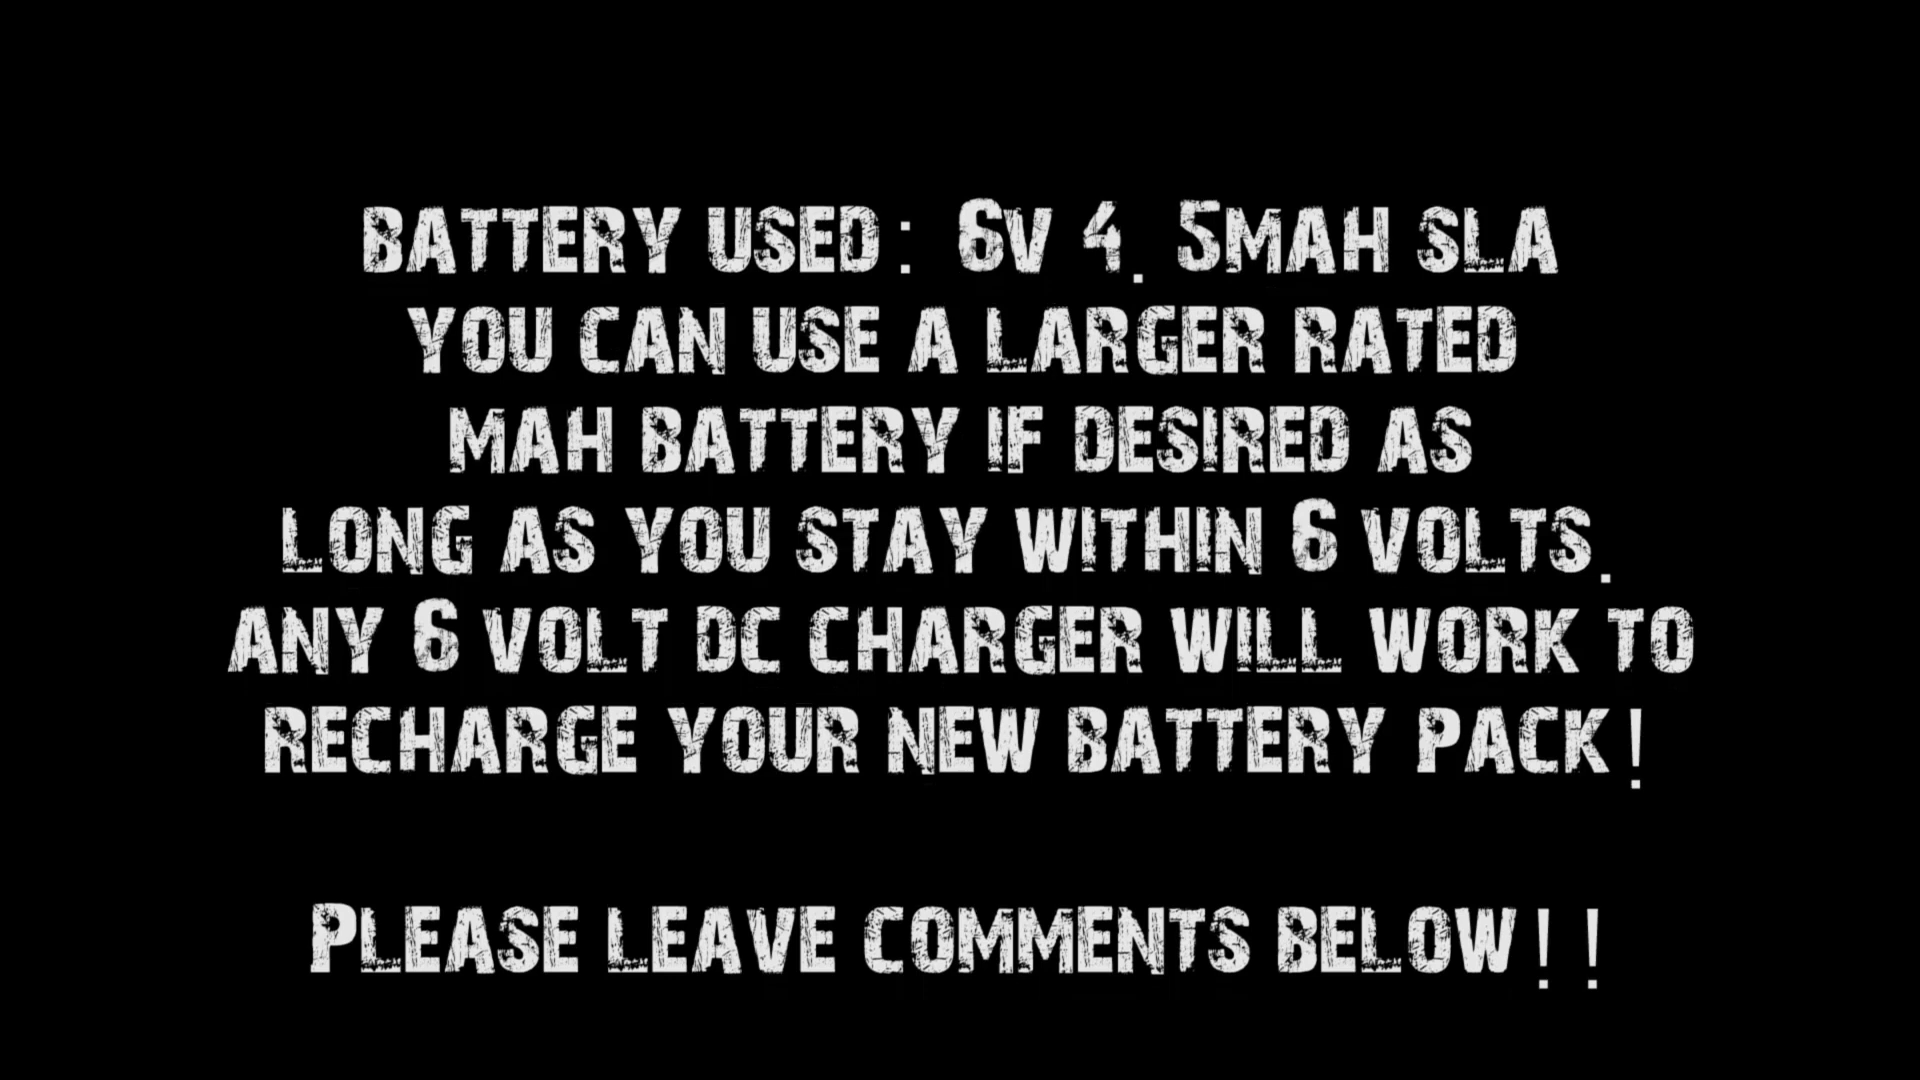 BATTERY USED: 6V 4.5MAH SLA
YOU CAN USE A LARGER RATED
MAH BATTERY IF DESIRED AS
LONG AS YOU STAY WITHIN 6 VOLTS.
ANY 6 VOLT DC CHARGER WILL WORK TO
RECHARGE YOUR NEW BATTERY PACK!
PLEASE LEAVE COMMENTS BELOW!!